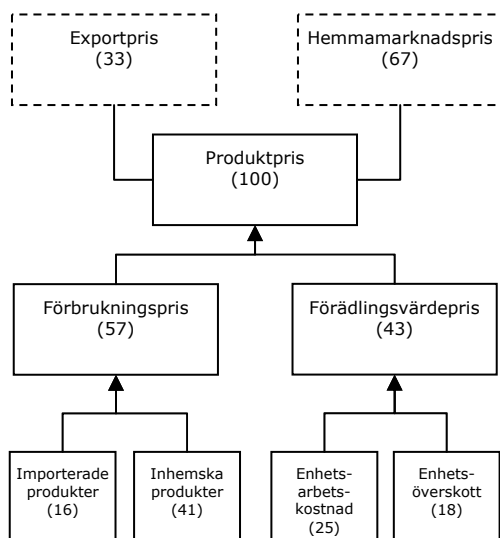 Exportpris
(33)
Hemmamarknadspris
(67)
Produktpris
(100)
Förbrukningspris
(57)
Förädlingsvärdepris
(43)
Importerade
produkter
(16)
Inhemska
produkter
(41)
Enhets-
arbets-
kostnad
(25)
Enhets-
överskott
(18)